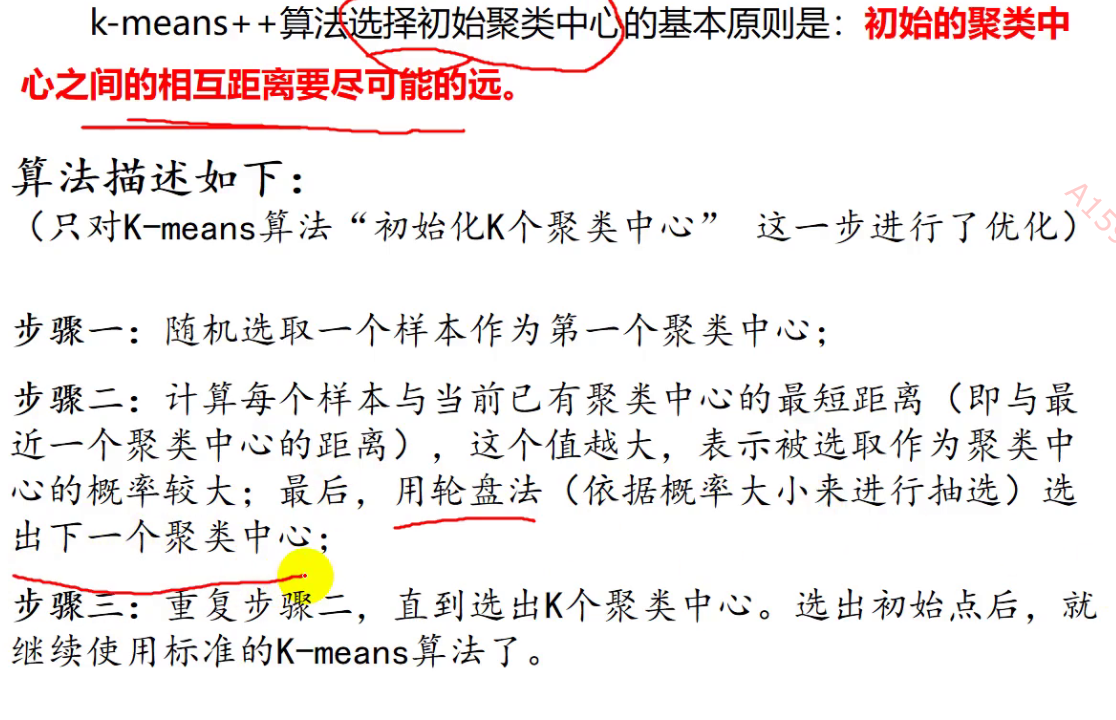 k-means++算法选择初始聚类中心的基本原则是：初始的聚类中
心之间的相互距离要尽可能的远。
算法描述如下：
（只对K-means算法“初始化K个聚类中心” 这一步进行了优化）
步骤一：随机选取一个样本作为第一个聚类中心；
步骤二：计算每个样本与当前已有聚类中心的最短距离（即与最
近一个聚类中心的距离），这个值越大，表示被选取作为聚类中
心的概率较大；最后，用轮盘法（依据概率大小来进行抽选）选
出下一个聚类中心；
步骤三：重复步骤二，直到选出K个聚类中心。选出初始点后，就
继续使用标准的K-means算法了。